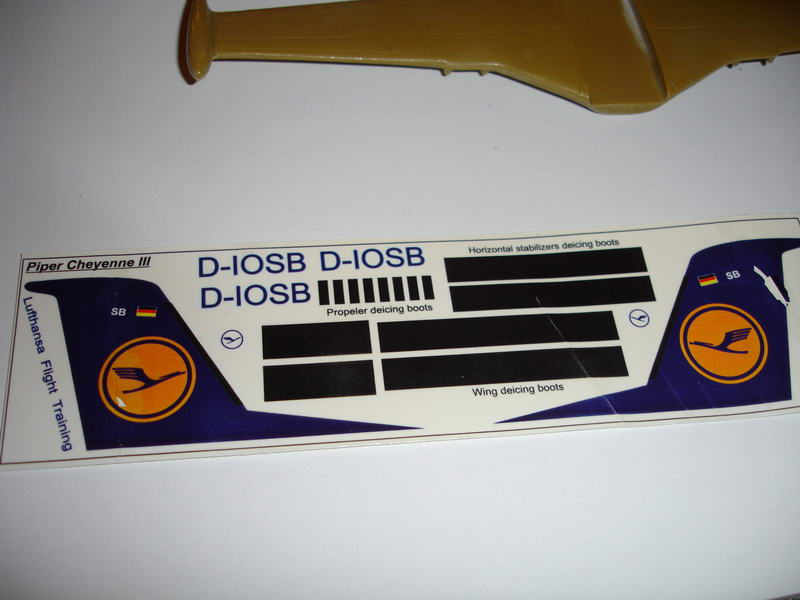 Piper Cheyenne III
D-IOSB D-IOSB
D-IOSB
Propeler deicing boots
Horizontal stabilizers deicing boots
SB
SB
Lufthansa Flight Training
Wing deicing boots